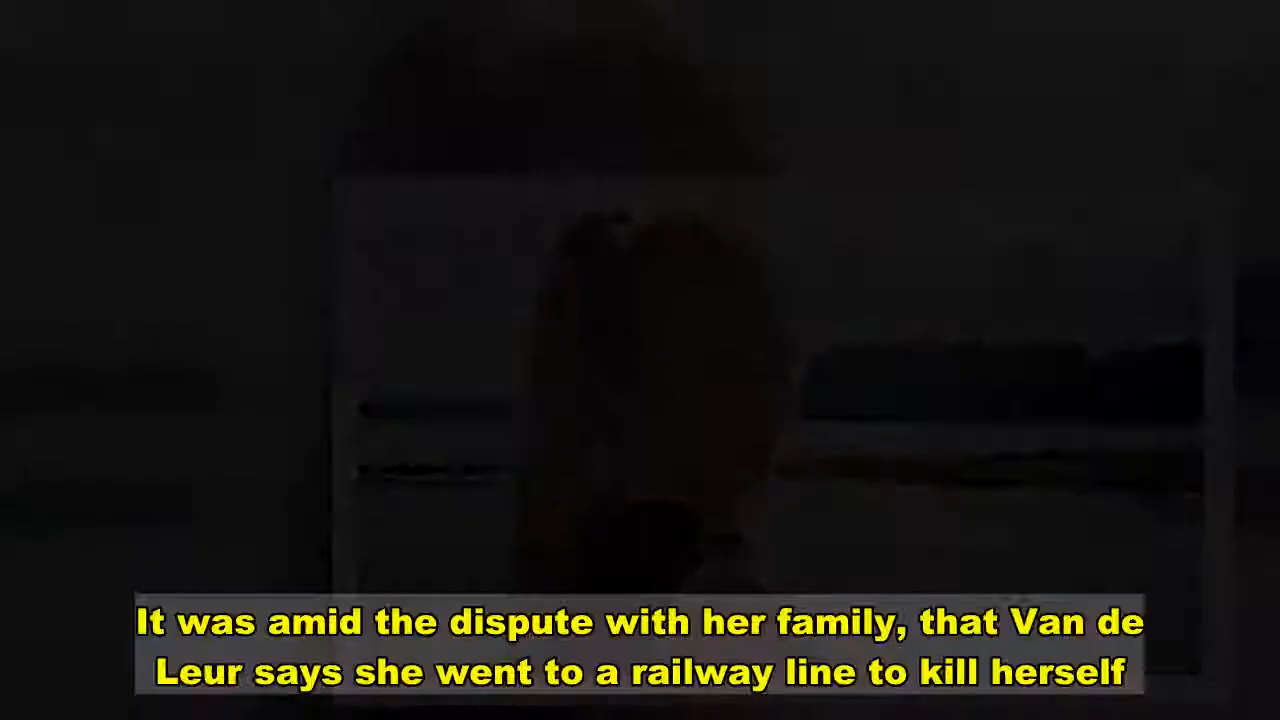 It was amid the dispute with her family, that Van de
Leur says she went to a railway line to kill herself